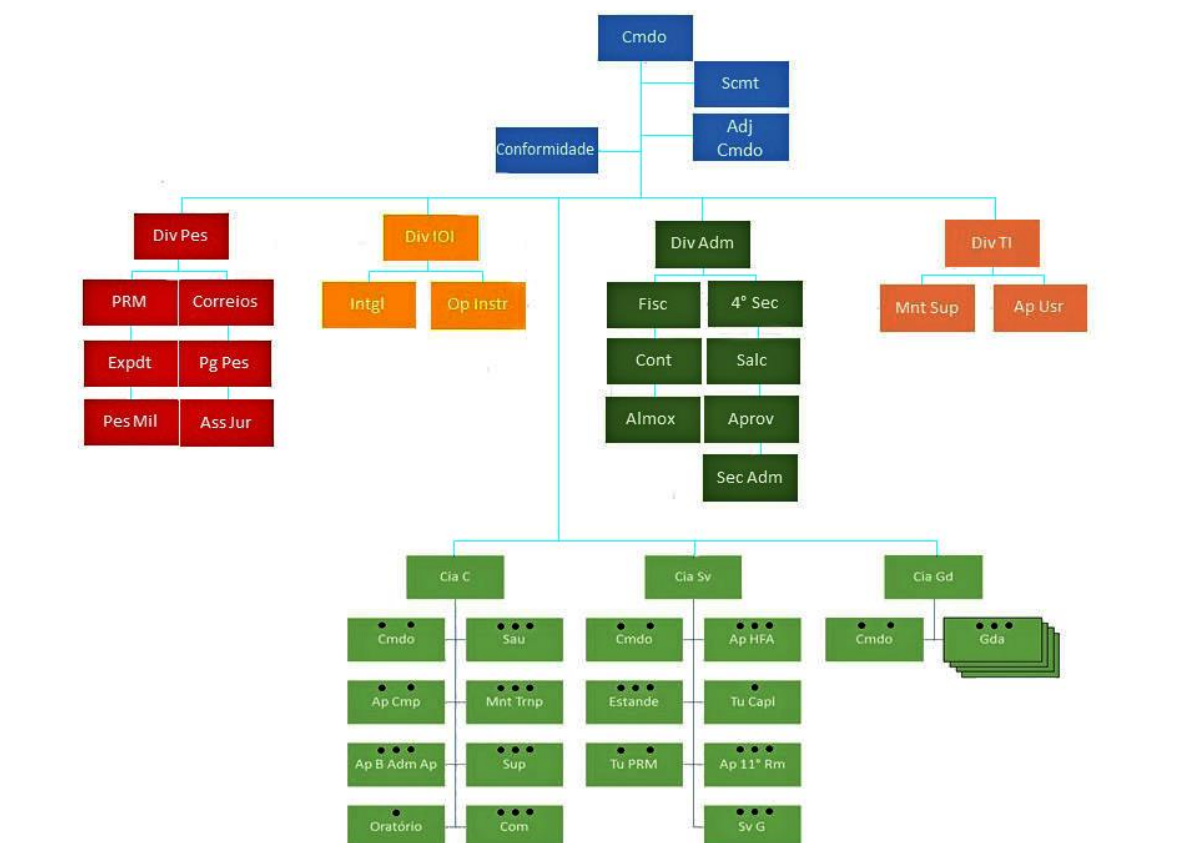 Cmdo
Scmt
Adj
Cmdo
Conformidade
Div Pes
Div IOI
Div Adm
Div TI
PRM
Correios
Intgl
Op Instr
Fisc
4° Sec
Mnt Sup
Ap Usr
Expdt
Pg Pes
Cont
Salc
Pes Mil
Ass Jur
Almox
Aprov
Sec Adm
Cia C
Cia Sv
Cia Gd
Cmdo
Sau
Cmdo
Ap HFA
Cmdo
Gda
Ap Cmp
Mnt Trnp
Estande
Tu Capl
Ap B Adm Ap
Sup
Tu PRM
Ap 11° Rm
Oratório
Com
Sv G